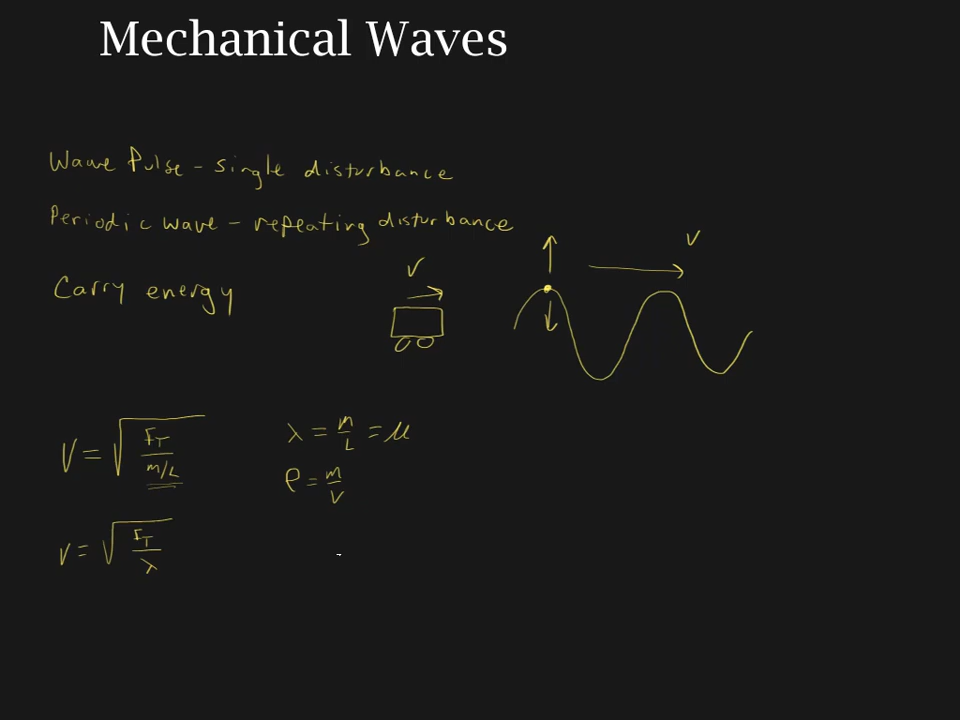 Mechanical Waves
Wave Pulse - single disturbance
Periodic wave - repeating disturbance
Carry energy
v
v
V = √(F_T / (m/L))
λ = m/L = μ
ρ = m/V
v = √(F_T / λ)